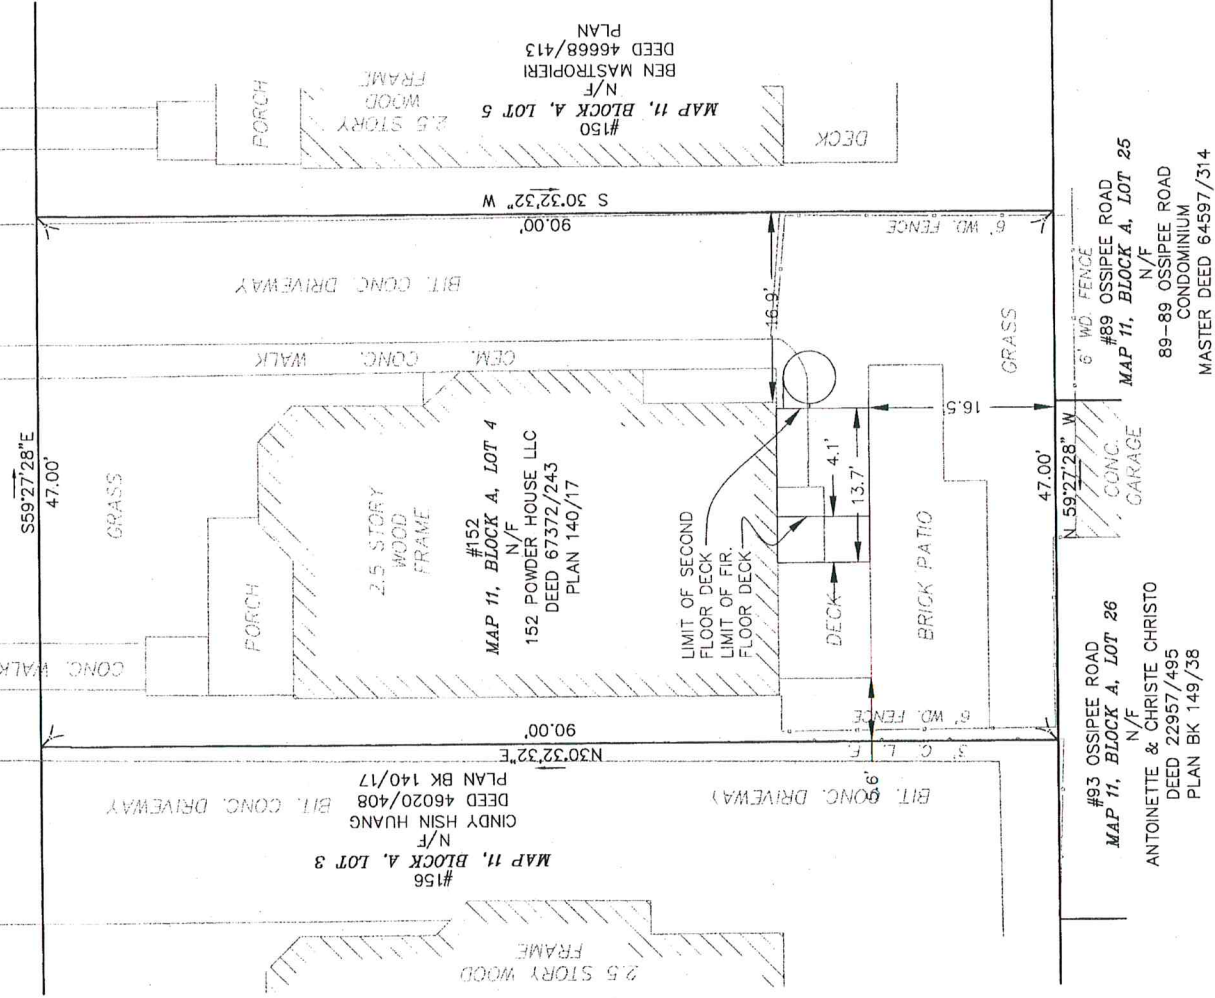 #150
MAP 11, BLOCK A, LOT 5
N/F
BEN MASTROPIERI
DEED 46668/413
PLAN
2.5 STORY
WOOD
FRAME
PORCH
DECK
S 30°32'32" W
90.00'
6' WD. FENCE
BIT. CONC. DRIVEWAY
CEM. CONC. WALK
16.9'
GRASS
S59°27'28"E
47.00'
GRASS
PORCH
CONC. WALK
2.5 STORY
WOOD
FRAME
#152
MAP 11, BLOCK A, LOT 4
N/F
152 POWDER HOUSE LLC
DEED 67372/243
PLAN 140/17
LIMIT OF SECOND
FLOOR DECK
LIMIT OF FIR.
FLOOR DECK
4.1'
13.7'
16.5'
DECK
BRICK PATIO
6' WD. FENCE
3' C. L. F.
5.6'
47.00'
N 59°27'28" W
CONC.
GARAGE
6' WD. FENCE
#89 OSSIPEE ROAD
MAP 11, BLOCK A, LOT 25
N/F
89-89 OSSIPEE ROAD
CONDOMINIUM
MASTER DEED 64597/314
#93 OSSIPEE ROAD
MAP 11, BLOCK A, LOT 26
N/F
ANTOINETTE & CHRISTE CHRISTO
DEED 22957/495
PLAN BK 149/38
90.00'
N30°32'32"E
#156
MAP 11, BLOCK A, LOT 3
N/F
CINDY HSIN HUANG
DEED 46020/408
PLAN BK 140/17
BIT. CONC. DRIVEWAY
BIT. CONC. DRIVEWAY
2.5 STORY WOOD
FRAME